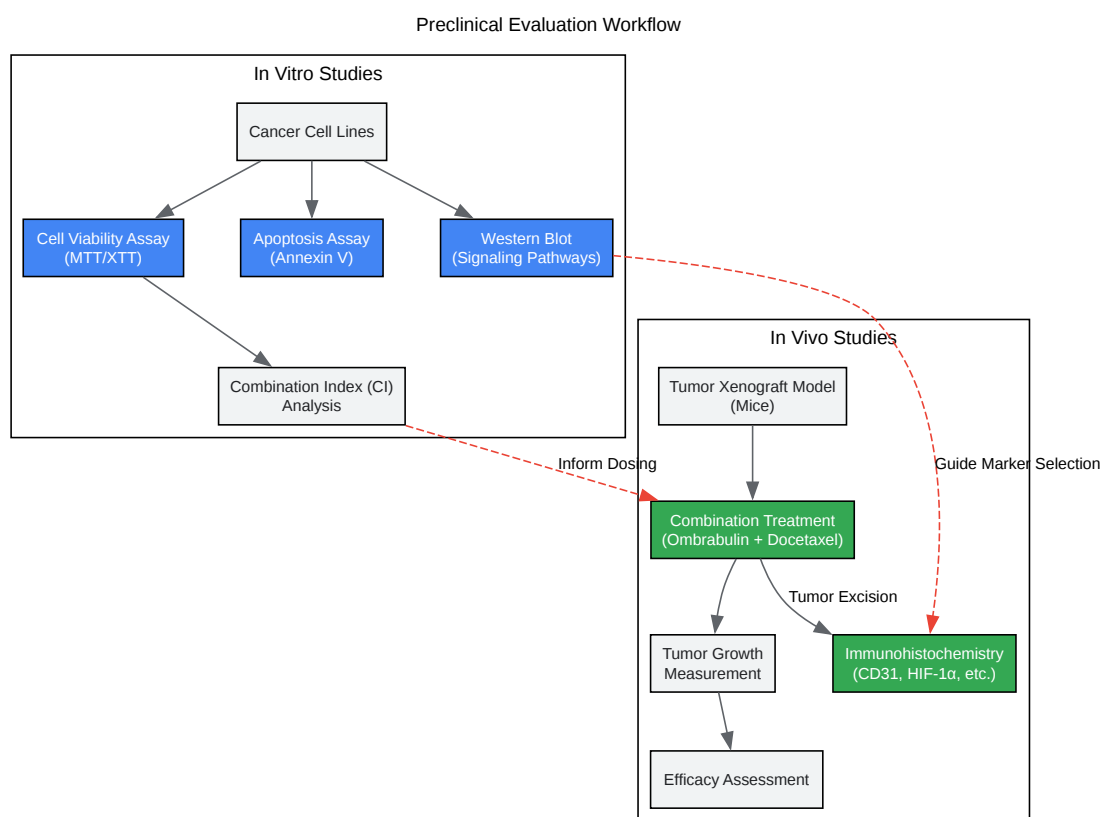 Preclinical Evaluation Workflow
In Vitro Studies
Cancer Cell Lines
Cell Viability Assay
(MTT/XTT)
Apoptosis Assay
(Annexin V)
Western Blot
(Signaling Pathways)
Combination Index (CI)
Analysis
In Vivo Studies
Tumor Xenograft Model
(Mice)
Inform Dosing
Guide Marker Selection
Combination Treatment
(Ombrabulin + Docetaxel)
Tumor Excision
Tumor Growth
Measurement
Immunohistochemistry
(CD31, HIF-1α, etc.)
Efficacy Assessment